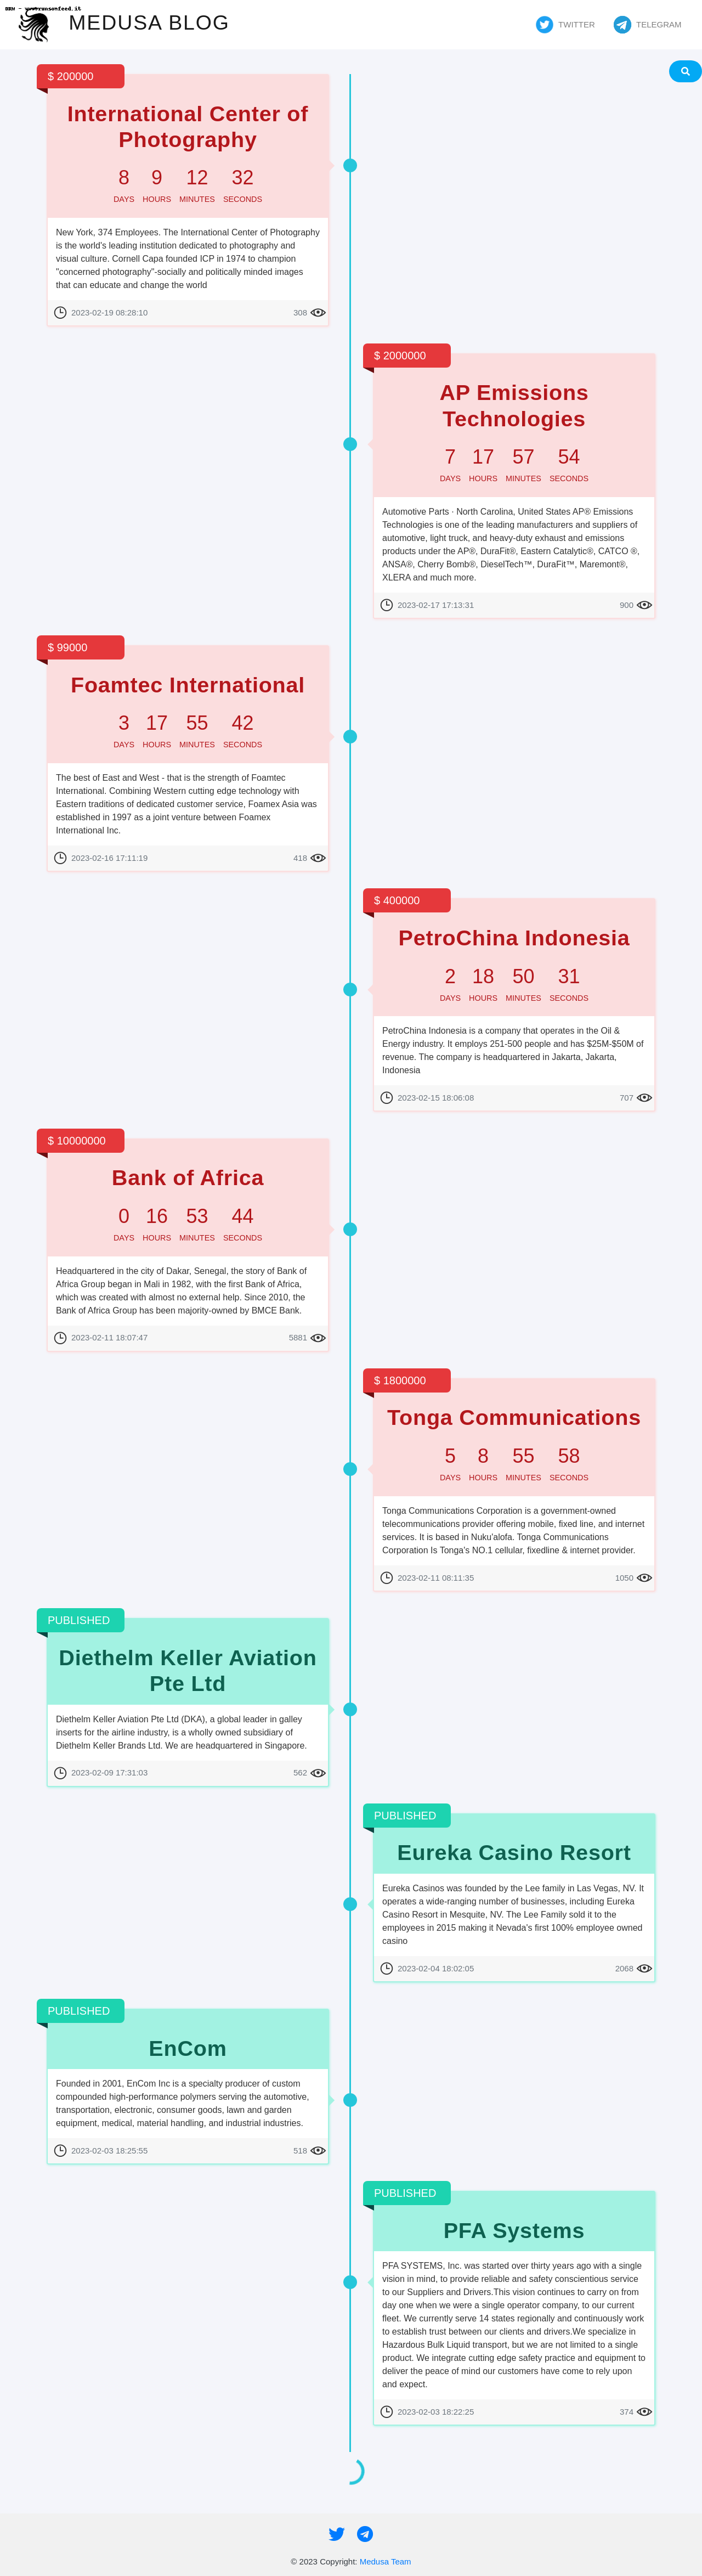 DRN - www.ransomfeed.it
MEDUSA BLOG
TWITTER
TELEGRAM
$ 200000
International Center of
Photography
8 9 12 32
DAYS HOURS MINUTES SECONDS
New York, 374 Employees. The International Center of Photography
is the world's leading institution dedicated to photography and
visual culture. Cornell Capa founded ICP in 1974 to champion
"concerned photography"-socially and politically minded images
that can educate and change the world
2023-02-19 08:28:10 308
$ 2000000
AP Emissions
Technologies
7 17 57 54
DAYS HOURS MINUTES SECONDS
Automotive Parts · North Carolina, United States AP® Emissions
Technologies is one of the leading manufacturers and suppliers of
automotive, light truck, and heavy-duty exhaust and emissions
products under the AP®, DuraFit®, Eastern Catalytic®, CATCO ®,
ANSA®, Cherry Bomb®, DieselTech™, DuraFit™, Maremont®,
XLERA and much more.
2023-02-17 17:13:31 900
$ 99000
Foamtec International
3 17 55 42
DAYS HOURS MINUTES SECONDS
The best of East and West - that is the strength of Foamtec
International. Combining Western cutting edge technology with
Eastern traditions of dedicated customer service, Foamex Asia was
established in 1997 as a joint venture between Foamex
International Inc.
2023-02-16 17:11:19 418
$ 400000
PetroChina Indonesia
2 18 50 31
DAYS HOURS MINUTES SECONDS
PetroChina Indonesia is a company that operates in the Oil &
Energy industry. It employs 251-500 people and has $25M-$50M of
revenue. The company is headquartered in Jakarta, Jakarta,
Indonesia
2023-02-15 18:06:08 707
$ 10000000
Bank of Africa
0 16 53 44
DAYS HOURS MINUTES SECONDS
Headquartered in the city of Dakar, Senegal, the story of Bank of
Africa Group began in Mali in 1982, with the first Bank of Africa,
which was created with almost no external help. Since 2010, the
Bank of Africa Group has been majority-owned by BMCE Bank.
2023-02-11 18:07:47 5881
$ 1800000
Tonga Communications
5 8 55 58
DAYS HOURS MINUTES SECONDS
Tonga Communications Corporation is a government-owned
telecommunications provider offering mobile, fixed line, and internet
services. It is based in Nuku'alofa. Tonga Communications
Corporation Is Tonga's NO.1 cellular, fixedline & internet provider.
2023-02-11 08:11:35 1050
PUBLISHED
Diethelm Keller Aviation
Pte Ltd
Diethelm Keller Aviation Pte Ltd (DKA), a global leader in galley
inserts for the airline industry, is a wholly owned subsidiary of
Diethelm Keller Brands Ltd. We are headquartered in Singapore.
2023-02-09 17:31:03 562
PUBLISHED
Eureka Casino Resort
Eureka Casinos was founded by the Lee family in Las Vegas, NV. It
operates a wide-ranging number of businesses, including Eureka
Casino Resort in Mesquite, NV. The Lee Family sold it to the
employees in 2015 making it Nevada's first 100% employee owned
casino
2023-02-04 18:02:05 2068
PUBLISHED
EnCom
Founded in 2001, EnCom Inc is a specialty producer of custom
compounded high-performance polymers serving the automotive,
transportation, electronic, consumer goods, lawn and garden
equipment, medical, material handling, and industrial industries.
2023-02-03 18:25:55 518
PUBLISHED
PFA Systems
PFA SYSTEMS, Inc. was started over thirty years ago with a single
vision in mind, to provide reliable and safety conscientious service
to our Suppliers and Drivers.This vision continues to carry on from
day one when we were a single operator company, to our current
fleet. We currently serve 14 states regionally and continuously work
to establish trust between our clients and drivers.We specialize in
Hazardous Bulk Liquid transport, but we are not limited to a single
product. We integrate cutting edge safety practice and equipment to
deliver the peace of mind our customers have come to rely upon
and expect.
2023-02-03 18:22:25 374
© 2023 Copyright: Medusa Team